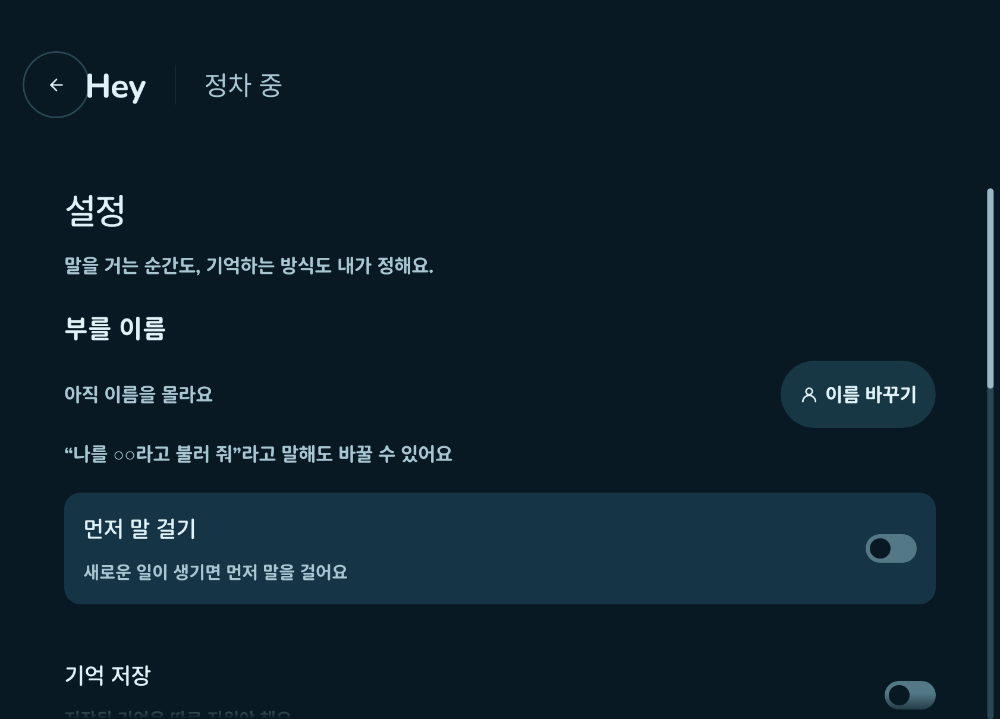 Hey
정차 중
설정
말을 거는 순간도, 기억하는 방식도 내가 정해요.
부를 이름
아직 이름을 몰라요
이름 바꾸기
“나를 ○○라고 불러 줘”라고 말해도 바꿀 수 있어요
먼저 말 걸기
새로운 일이 생기면 먼저 말을 걸어요
기억 저장